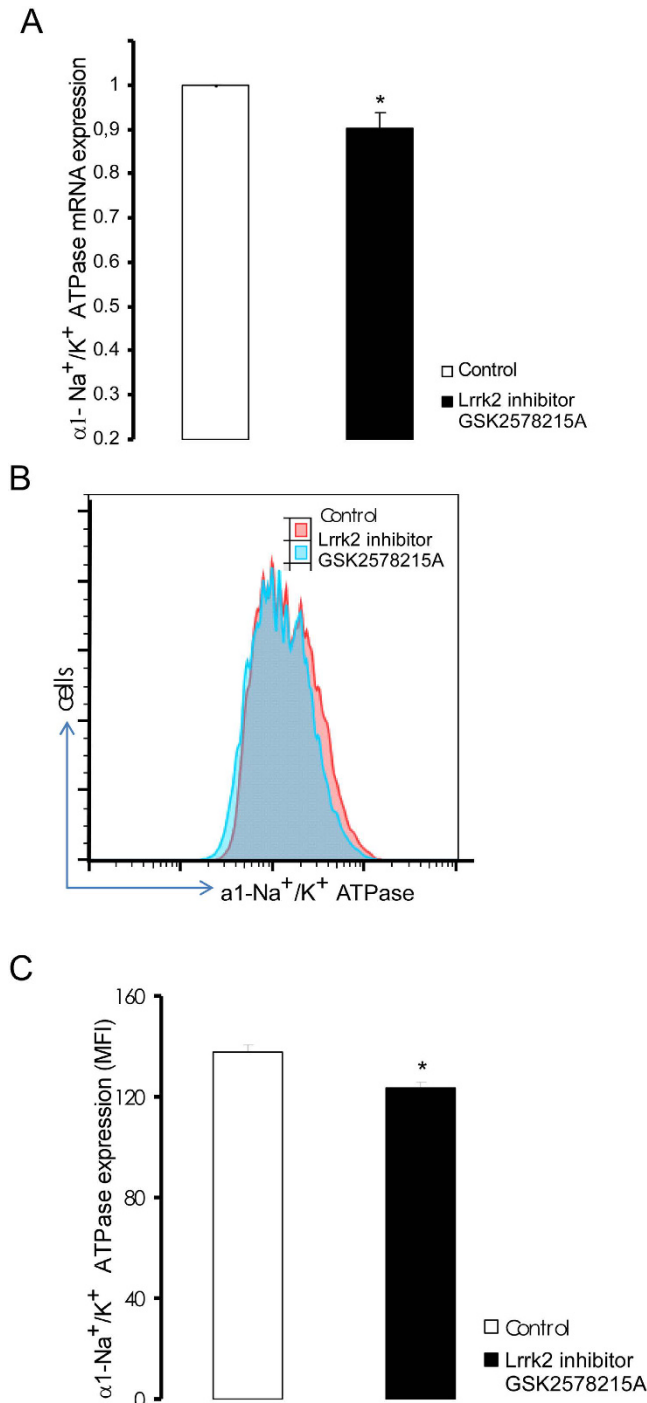 A
α1- Na+/K+ ATPase mRNA expression
1
0,9
0.8
0.7
0.6
0.5
0.4
0.3
0.2
*
Control
Lrrk2 inhibitor
GSK2578215A
B
Control
Lrrk2 inhibitor
GSK2578215A
cells
a1-Na+/K+ ATPase
C
α1-Na+/K+ ATPase expression (MFI)
160
120
80
40
0
*
Control
Lrrk2 inhibitor
GSK2578215A